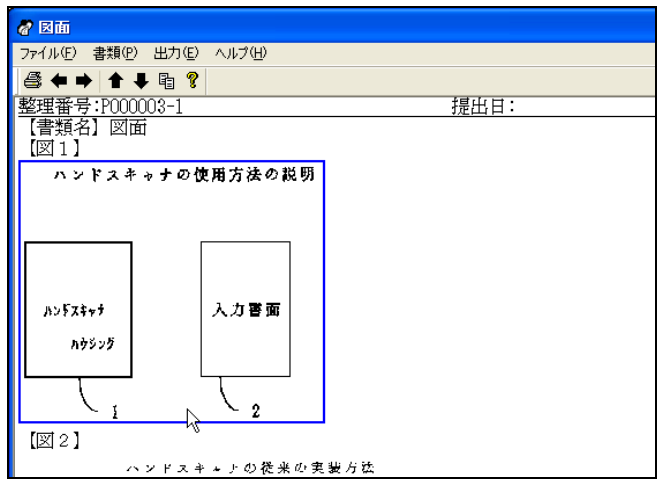 図面
ファイル(F) 書類(P) 出力(E) ヘルプ(H)
整理番号:P000003-1 提出日:
【書類名】図面
【図1】
ハンドスキャナの使用方法の説明
ハンドスキャナ
ハウジング
入力書面
1
2
【図2】
ハンドスキャナの従来の実装方法